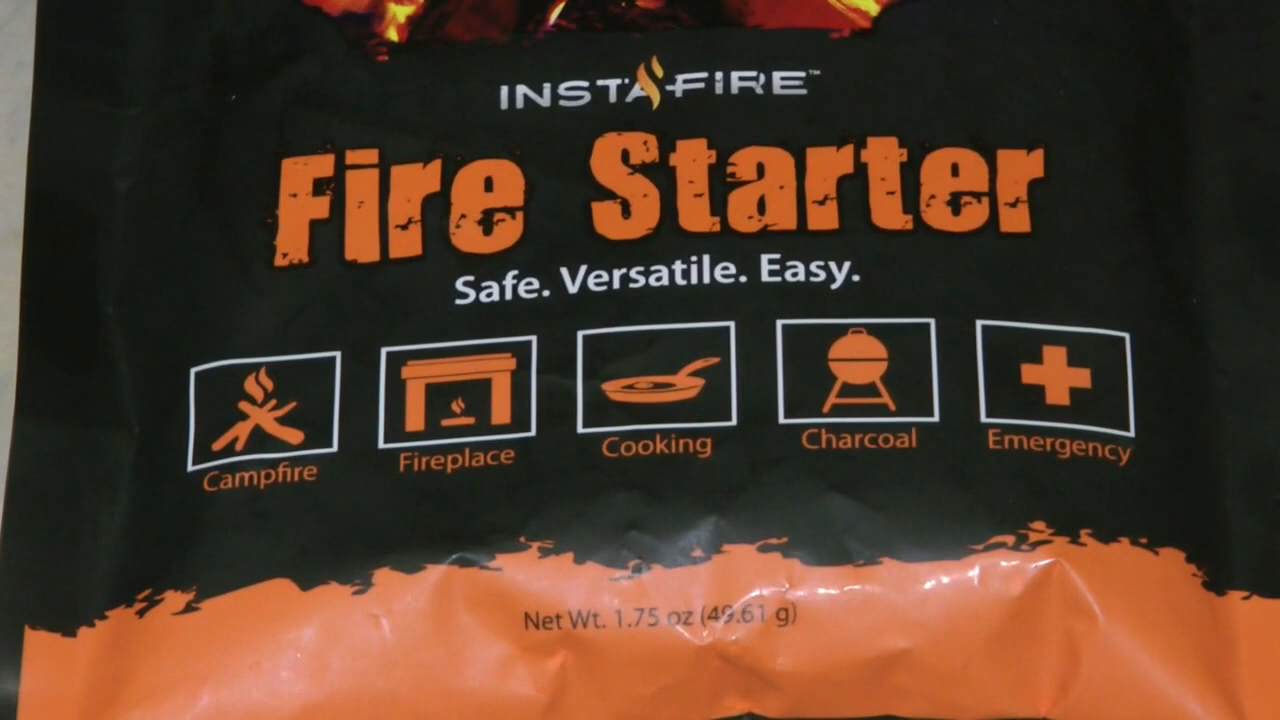 INSTAFIRE™
Fire Starter
Safe. Versatile. Easy.
Campfire
Fireplace
Cooking
Charcoal
Emergency
Net Wt. 1.75 oz (49.61 g)